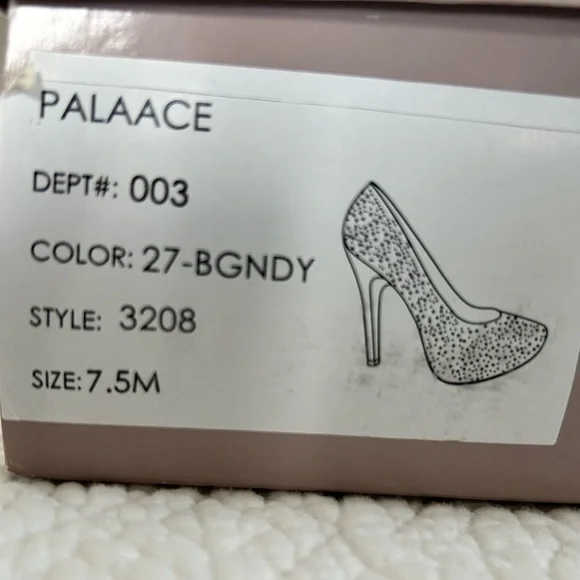 PALAACE
DEPT#: 003
COLOR: 27-BGNDY
STYLE: 3208
SIZE: 7.5M